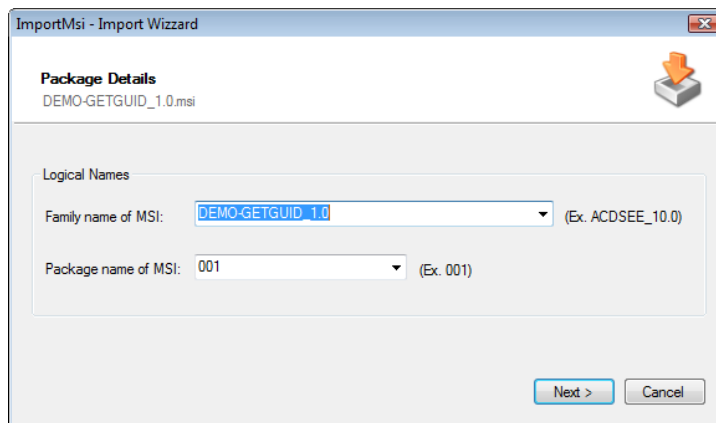 ImportMsi - Import Wizzard
Package Details
DEMO-GETGUID_1.0.msi
Logical Names
Family name of MSI: DEMO-GETGUID_1.0 (Ex. ACDSEE_10.0)
Package name of MSI: 001 (Ex. 001)
Next > Cancel